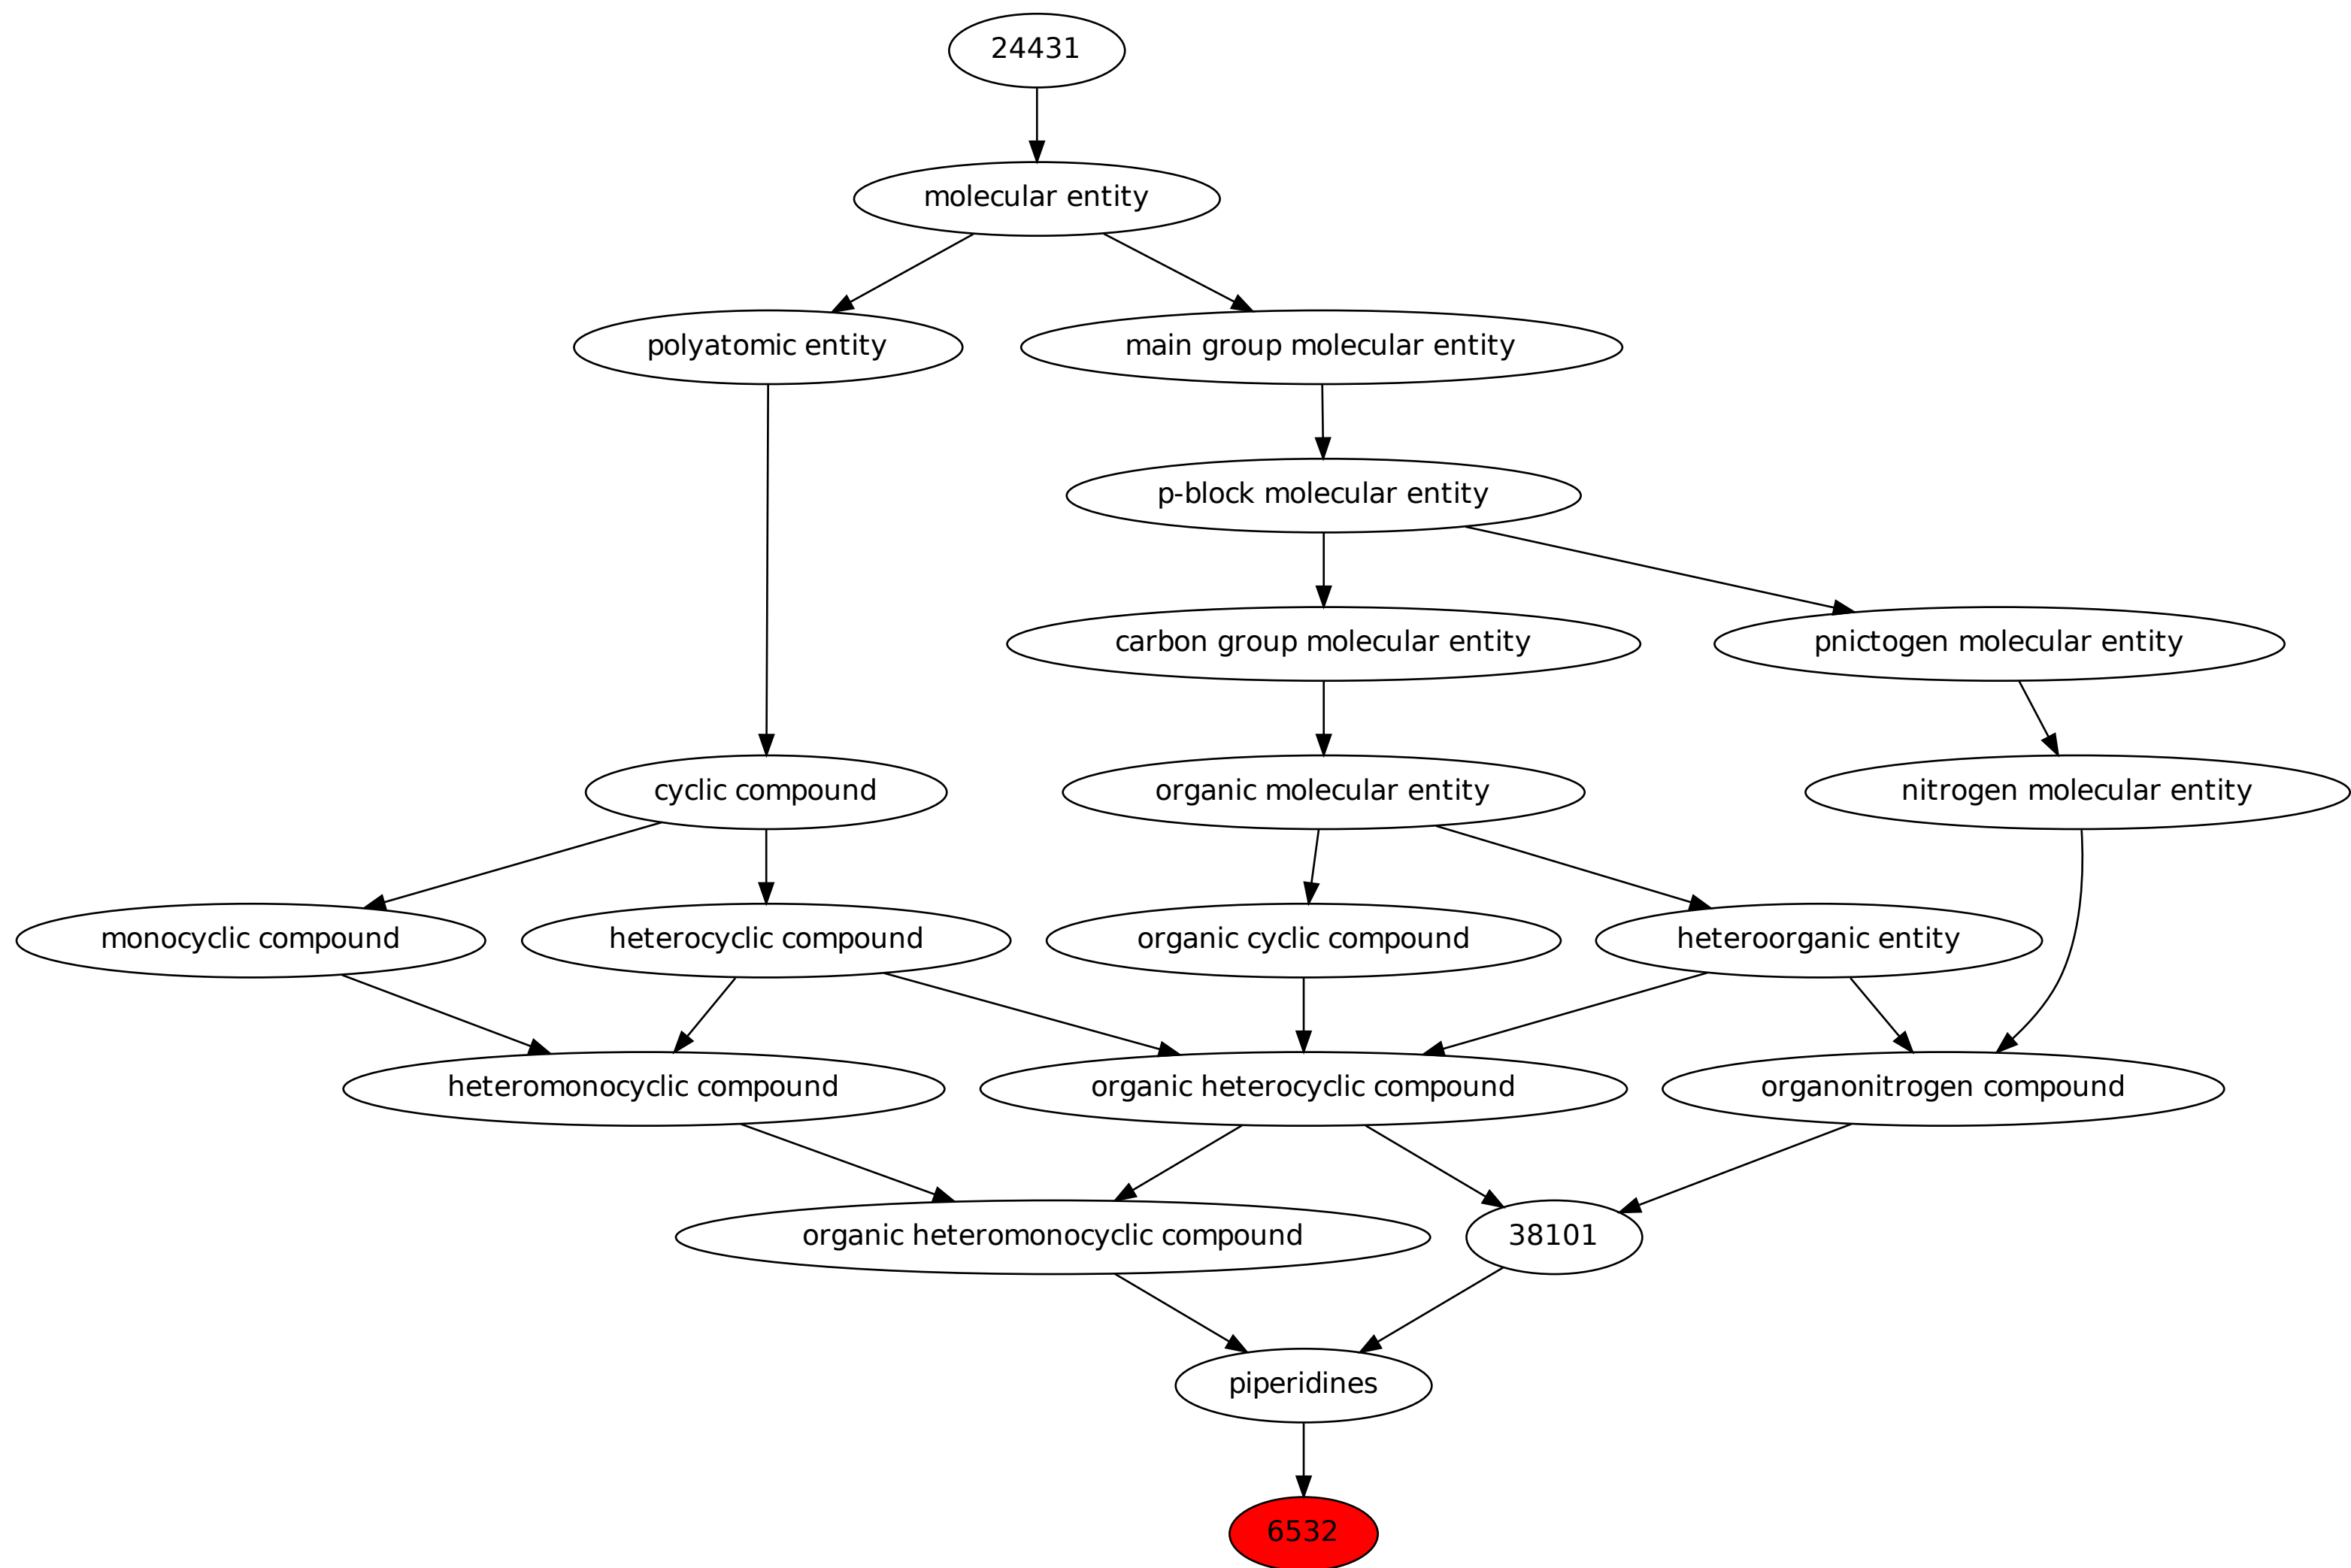 24431
molecular entity
polyatomic entity
main group molecular entity
p-block molecular entity
carbon group molecular entity
pnictogen molecular entity
cyclic compound
organic molecular entity
nitrogen molecular entity
monocyclic compound
heterocyclic compound
organic cyclic compound
heteroorganic entity
heteromonocyclic compound
organic heterocyclic compound
organonitrogen compound
organic heteromonocyclic compound
38101
piperidines
6532